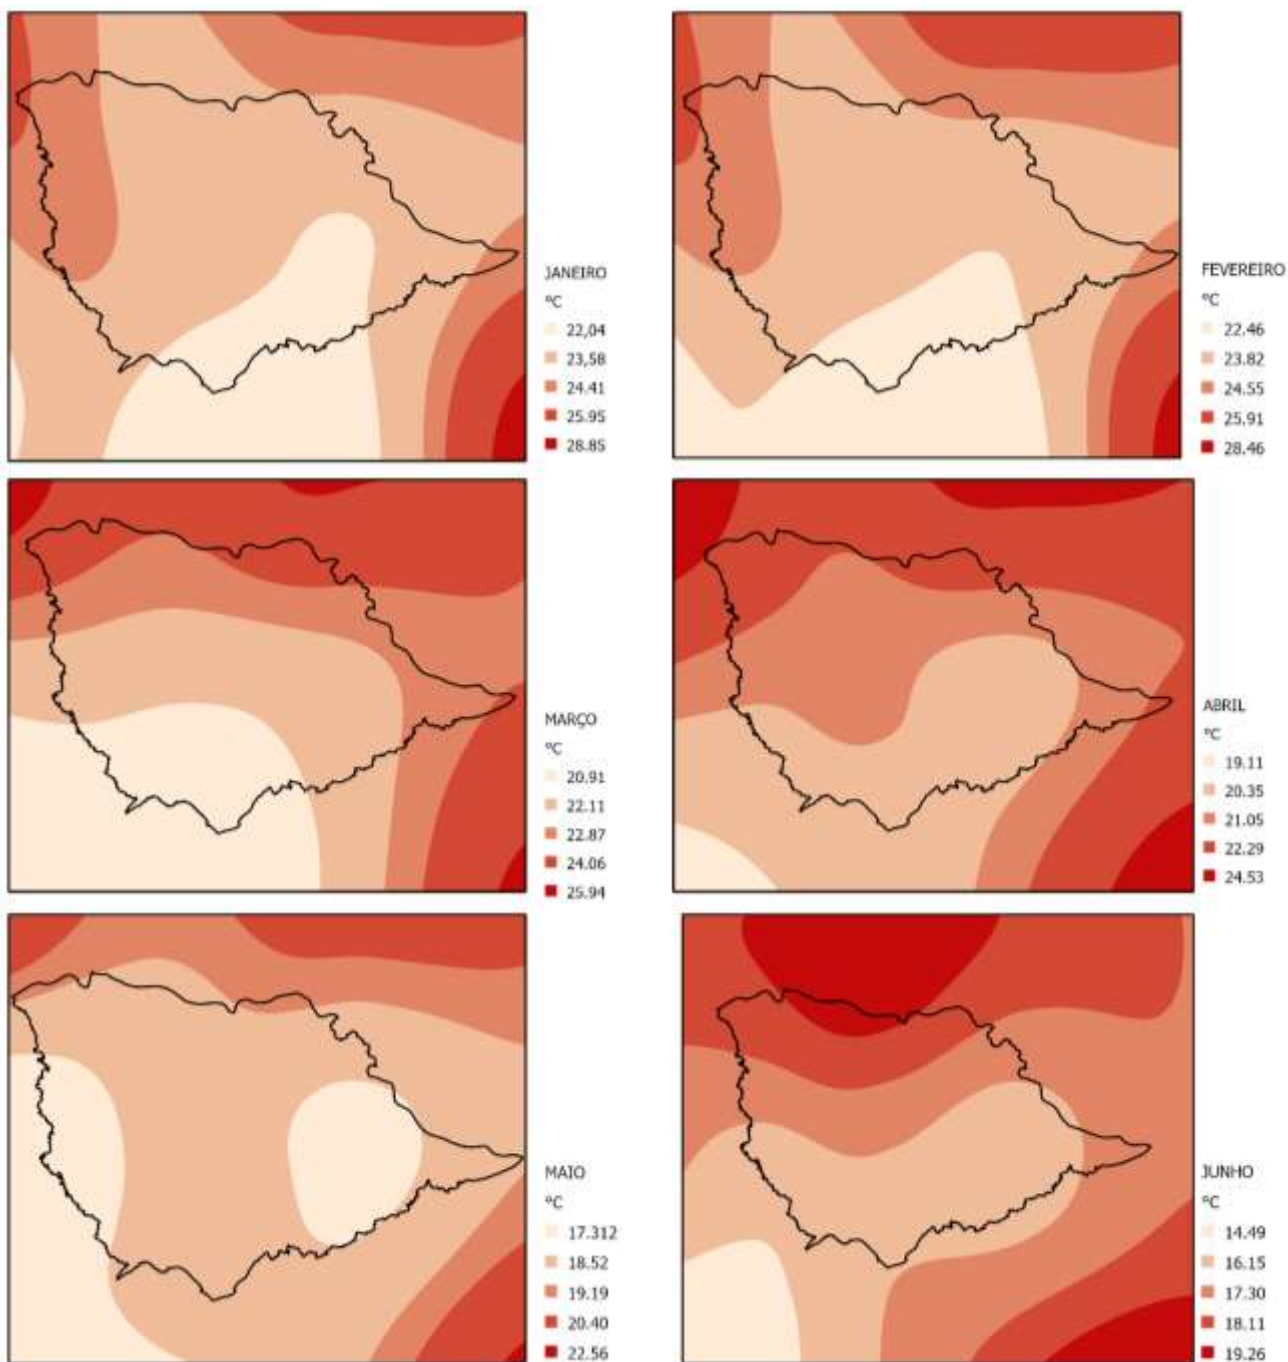 JANEIRO
°C
22,04
23,58
24.41
25.95
28.85
FEVEREIRO
°C
22.46
23.82
24.55
25.91
28.46
MARÇO
°C
20.91
22.11
22.87
24.06
25.94
ABRIL
°C
19.11
20.35
21.05
22.29
24.53
MAIO
°C
17.312
18.52
19.19
20.40
22.56
JUNHO
°C
14.49
16.15
17.30
18.11
19.26